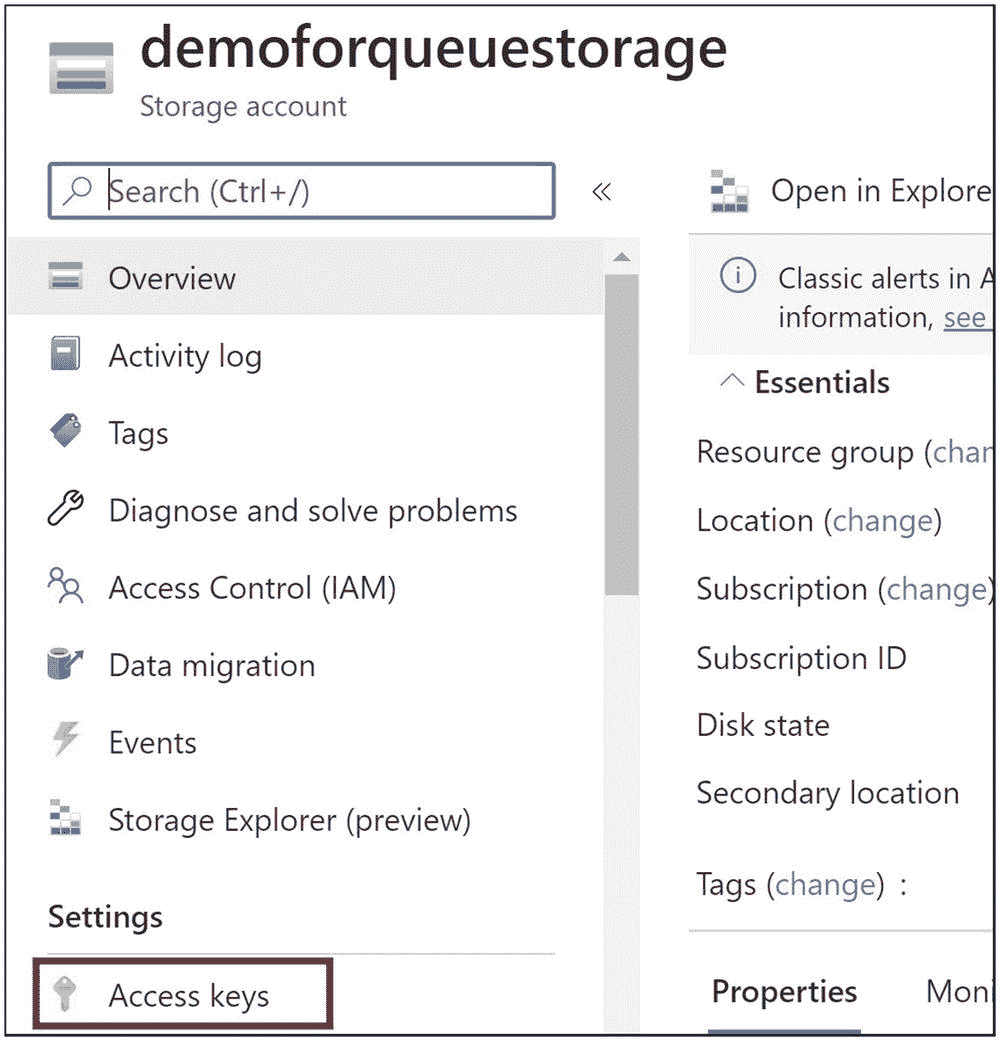 demoforqueuestorage
Storage account
Search (Ctrl+/)
«
Overview
Activity log
Tags
Diagnose and solve problems
Access Control (IAM)
Data migration
Events
Storage Explorer (preview)
Settings
Access keys
Open in Explore
Classic alerts in A
information, see
Essentials
Resource group (chan
Location (change)
Subscription (change)
Subscription ID
Disk state
Secondary location
Tags (change) :
Properties
Moni